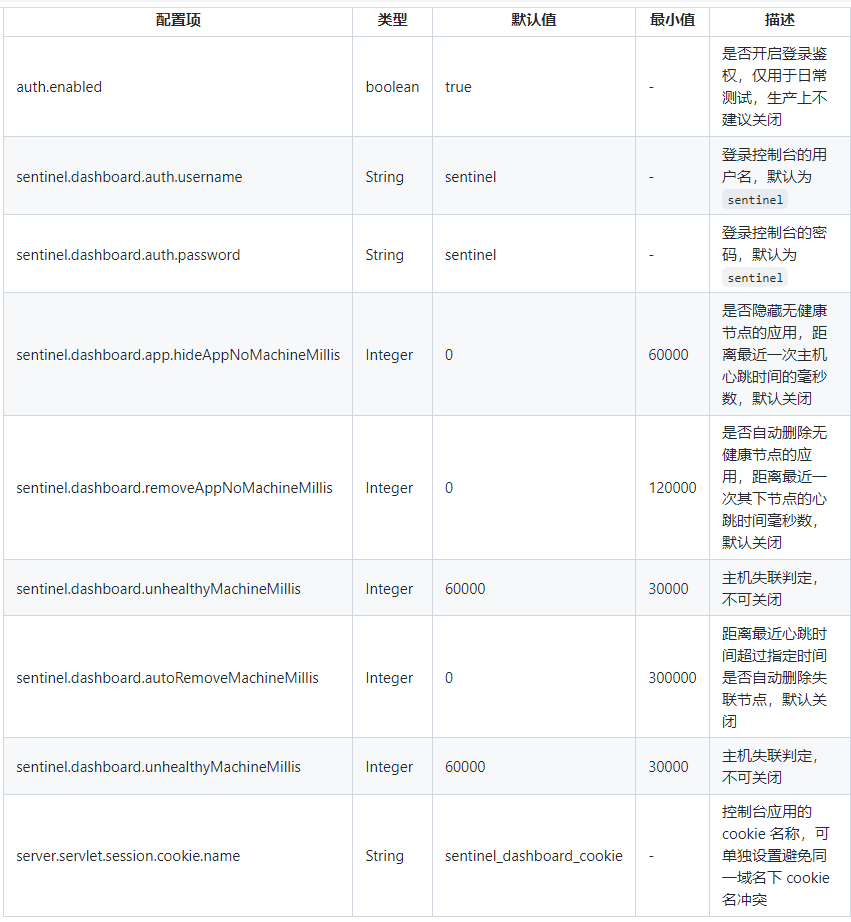 配置项 类型 默认值 最小值 描述
auth.enabled boolean true - 是否开启登录鉴
权，仅用于日常
测试，生产上不
建议关闭
sentinel.dashboard.auth.username String sentinel - 登录控制台的用
户名，默认为
sentinel
sentinel.dashboard.auth.password String sentinel - 登录控制台的密
码，默认为
sentinel
sentinel.dashboard.app.hideAppNoMachineMillis Integer 0 60000 是否隐藏无健康
节点的应用，距
离最近一次主机
心跳时间的毫秒
数，默认关闭
sentinel.dashboard.removeAppNoMachineMillis Integer 0 120000 是否自动删除无
健康节点的应
用，距离最近一
次其下节点的心
跳时间毫秒数，
默认关闭
sentinel.dashboard.unhealthyMachineMillis Integer 60000 30000 主机失联判定，
不可关闭
sentinel.dashboard.autoRemoveMachineMillis Integer 0 300000 距离最近心跳时
间超过指定时间
是否自动删除失
联节点，默认关
闭
sentinel.dashboard.unhealthyMachineMillis Integer 60000 30000 主机失联判定，
不可关闭
server.servlet.session.cookie.name String sentinel_dashboard_cookie - 控制台应用的
cookie 名称，可
单独设置避免同
一域名下 cookie
名冲突